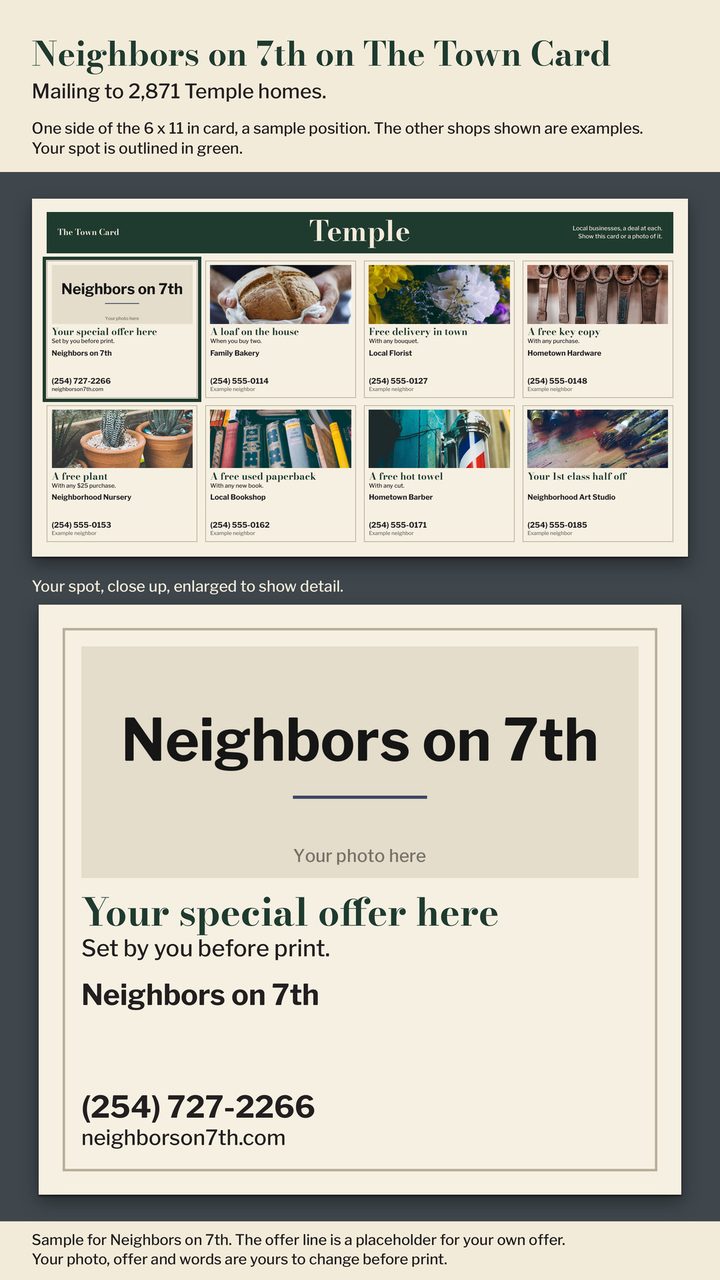 Neighbors on 7th on The Town Card
Mailing to 2,871 Temple homes.
One side of the 6 x 11 in card, a sample position. The other shops shown are examples.
Your spot is outlined in green.
The Town Card
Temple
Local businesses, a deal at each.
Show this card or a photo of it.
Neighbors on 7th
Your photo here
Your special offer here
Set by you before print.
Neighbors on 7th
(254) 727-2266
neighborson7th.com
A loaf on the house
When you buy two.
Family Bakery
(254) 555-0114
Example neighbor
Free delivery in town
With any bouquet.
Local Florist
(254) 555-0127
Example neighbor
A free key copy
With any purchase.
Hometown Hardware
(254) 555-0148
Example neighbor
A free plant
With any $25 purchase.
Neighborhood Nursery
(254) 555-0153
Example neighbor
A free used paperback
With any new book.
Local Bookshop
(254) 555-0162
Example neighbor
A free hot towel
With any cut.
Hometown Barber
(254) 555-0171
Example neighbor
Your 1st class half off
Neighborhood Art Studio
(254) 555-0185
Example neighbor
Your spot, close up, enlarged to show detail.
Neighbors on 7th
Your photo here
Your special offer here
Set by you before print.
Neighbors on 7th
(254) 727-2266
neighborson7th.com
Sample for Neighbors on 7th. The offer line is a placeholder for your own offer.
Your photo, offer and words are yours to change before print.